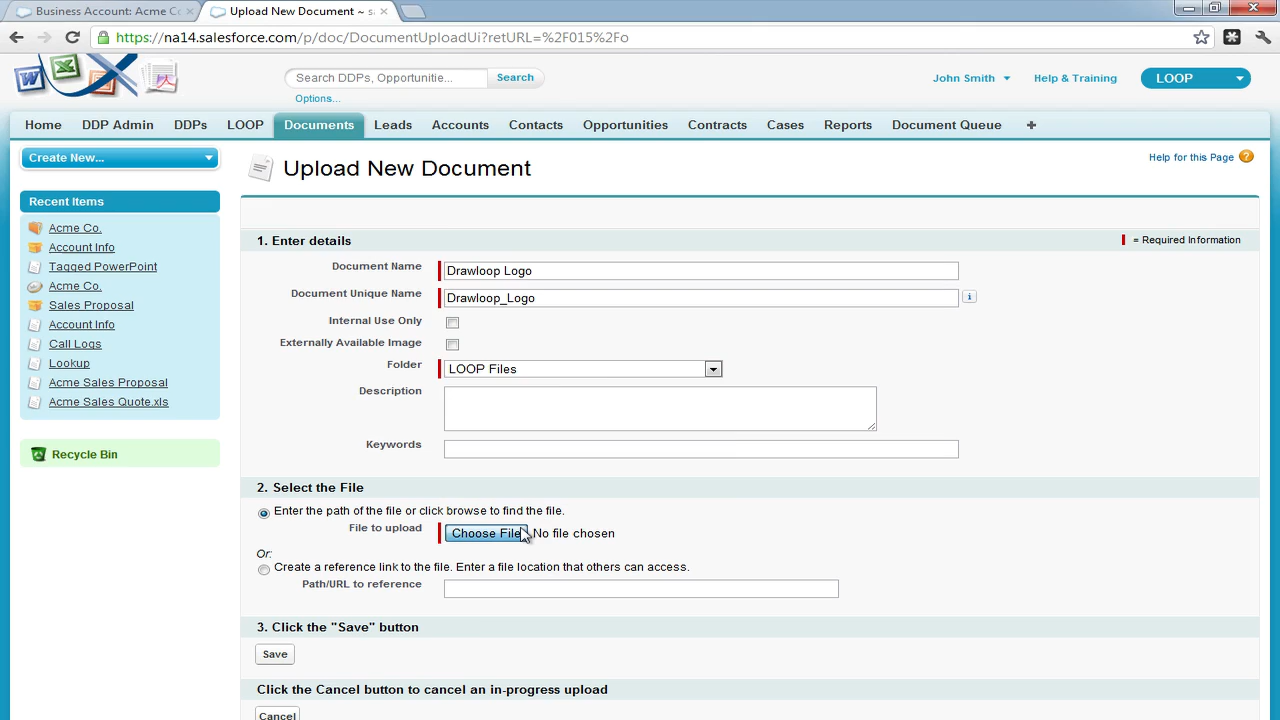 Business Account: Acme Co
Upload New Document ~ s
https://na14.salesforce.com/p/doc/DocumentUploadUi?retURL=%2F015%2Fo
Search DDPs, Opportunitie... Search
Options...
John Smith Help & Training LOOP
Home DDP Admin DDPs LOOP Documents Leads Accounts Contacts Opportunities Contracts Cases Reports Document Queue +
Create New...
Recent Items
Acme Co.
Account Info
Tagged PowerPoint
Acme Co.
Sales Proposal
Account Info
Call Logs
Lookup
Acme Sales Proposal
Acme Sales Quote.xls
Recycle Bin
Upload New Document
Help for this Page ?
1. Enter details
= Required Information
Document Name Drawloop Logo
Document Unique Name Drawloop_Logo i
Internal Use Only
Externally Available Image
Folder LOOP Files
Description
Keywords
2. Select the File
Enter the path of the file or click browse to find the file.
File to upload Choose File No file chosen
Or:
Create a reference link to the file. Enter a file location that others can access.
Path/URL to reference
3. Click the "Save" button
Save
Click the Cancel button to cancel an in-progress upload
Cancel